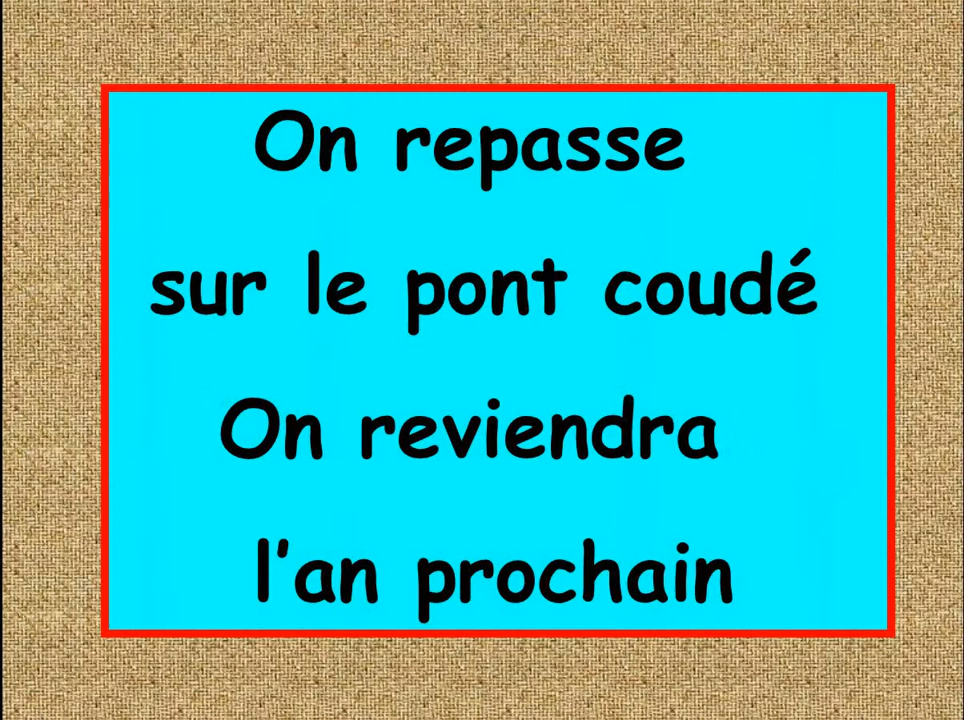 On repasse
sur le pont coudé
On reviendra
l'an prochain